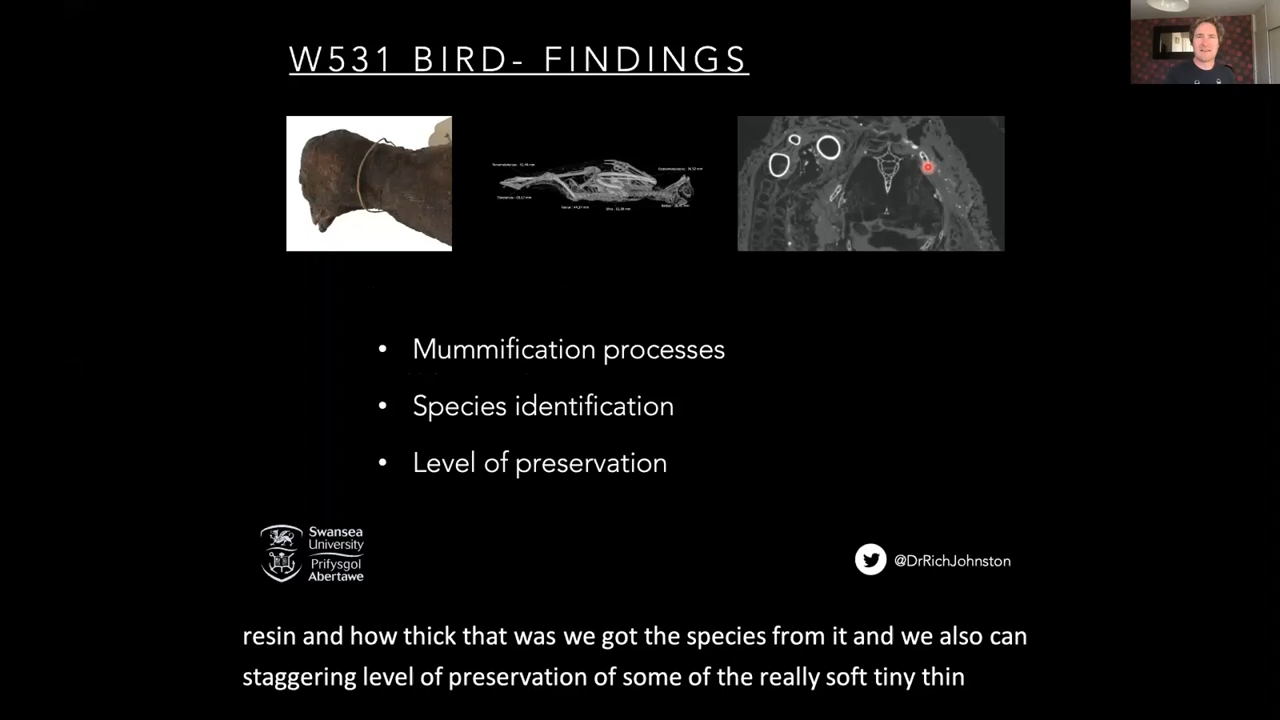 W531 BIRD- FINDINGS
• Mummification processes
• Species identification
• Level of preservation
Swansea
University
Prifysgol
Abertawe
@DrRichJohnston
resin and how thick that was we got the species from it and we also can
staggering level of preservation of some of the really soft tiny thin